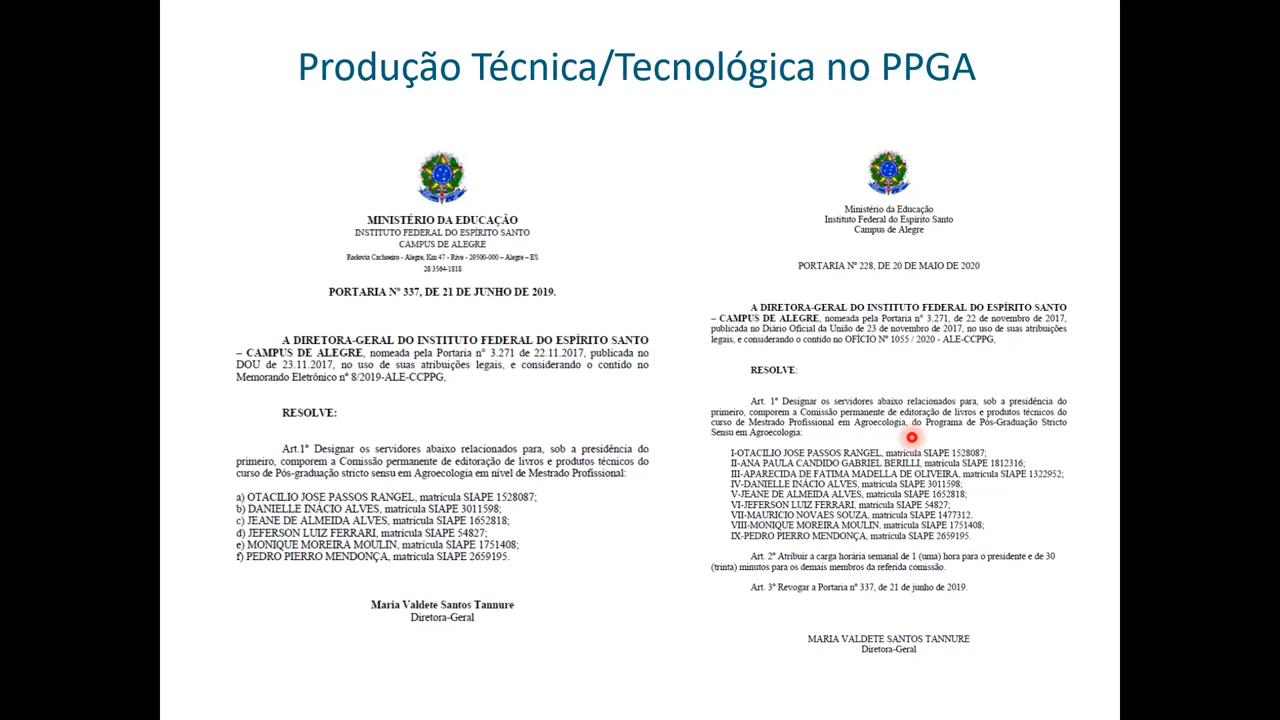 Produção Técnica/Tecnológica no PPGA
MINISTÉRIO DA EDUCAÇÃO
INSTITUTO FEDERAL DO ESPÍRITO SANTO
CAMPUS DE ALEGRE
Rodovia Cachoeiro - Alegre, Km 47 - Rive - 29500-000 – Alegre – ES
28 3564-1818
PORTARIA Nº 337, DE 21 DE JUNHO DE 2019.
A DIRETORA-GERAL DO INSTITUTO FEDERAL DO ESPÍRITO SANTO
– CAMPUS DE ALEGRE, nomeada pela Portaria n° 3.271 de 22.11.2017, publicada no
DOU de 23.11.2017, no uso de suas atribuições legais, e considerando o contido no
Memorando Eletrônico nº 8/2019-ALE-CCPPG,
RESOLVE:
Art.1º Designar os servidores abaixo relacionados para, sob a presidência do
primeiro, comporem a Comissão permanente de editoração de livros e produtos técnicos do
curso de Pós-graduação stricto sensu em Agroecologia em nível de Mestrado Profissional:
a) OTACILIO JOSE PASSOS RANGEL, matrícula SIAPE 1528087;
b) DANIELLE INÁCIO ALVES, matrícula SIAPE 3011598;
c) JEANE DE ALMEIDA ALVES, matrícula SIAPE 1652818;
d) JEFERSON LUIZ FERRARI, matrícula SIAPE 54827;
e) MONIQUE MOREIRA MOULIN, matrícula SIAPE 1751408;
f) PEDRO PIERRO MENDONÇA, matrícula SIAPE 2659195.
Maria Valdete Santos Tannure
Diretora-Geral
Ministério da Educação
Instituto Federal do Espírito Santo
Campus de Alegre
PORTARIA Nº 228, DE 20 DE MAIO DE 2020
A DIRETORA-GERAL DO INSTITUTO FEDERAL DO ESPÍRITO SANTO
– CAMPUS DE ALEGRE, nomeada pela Portaria n° 3.271, de 22 de novembro de 2017,
publicada no Diário Oficial da União de 23 de novembro de 2017, no uso de suas atribuições
legais, e considerando o contido no OFÍCIO Nº 1055 / 2020 - ALE-CCPPG,
RESOLVE:
Art. 1º Designar os servidores abaixo relacionados para, sob a presidência do
primeiro, comporem a Comissão permanente de editoração de livros e produtos técnicos do
curso de Mestrado Profissional em Agroecologia, do Programa de Pós-Graduação Stricto
Sensu em Agroecologia:
I-OTACILIO JOSE PASSOS RANGEL, matrícula SIAPE 1528087;
II-ANA PAULA CANDIDO GABRIEL BERILLI, matrícula SIAPE 1812316;
III-APARECIDA DE FATIMA MADELLA DE OLIVEIRA, matrícula SIAPE 1322952;
IV-DANIELLE INÁCIO ALVES, matrícula SIAPE 3011598;
V-JEANE DE ALMEIDA ALVES, matrícula SIAPE 1652818;
VI-JEFERSON LUIZ FERRARI, matrícula SIAPE 54827;
VII-MAURICIO NOVAES SOUZA, matrícula SIAPE 1477312.
VIII-MONIQUE MOREIRA MOULIN, matrícula SIAPE 1751408;
IX-PEDRO PIERRO MENDONÇA, matrícula SIAPE 2659195.
Art. 2º Atribuir a carga horária semanal de 1 (uma) hora para o presidente e de 30
(trinta) minutos para os demais membros da referida comissão.
Art. 3º Revogar a Portaria nº 337, de 21 de junho de 2019.
MARIA VALDETE SANTOS TANNURE
Diretora-Geral